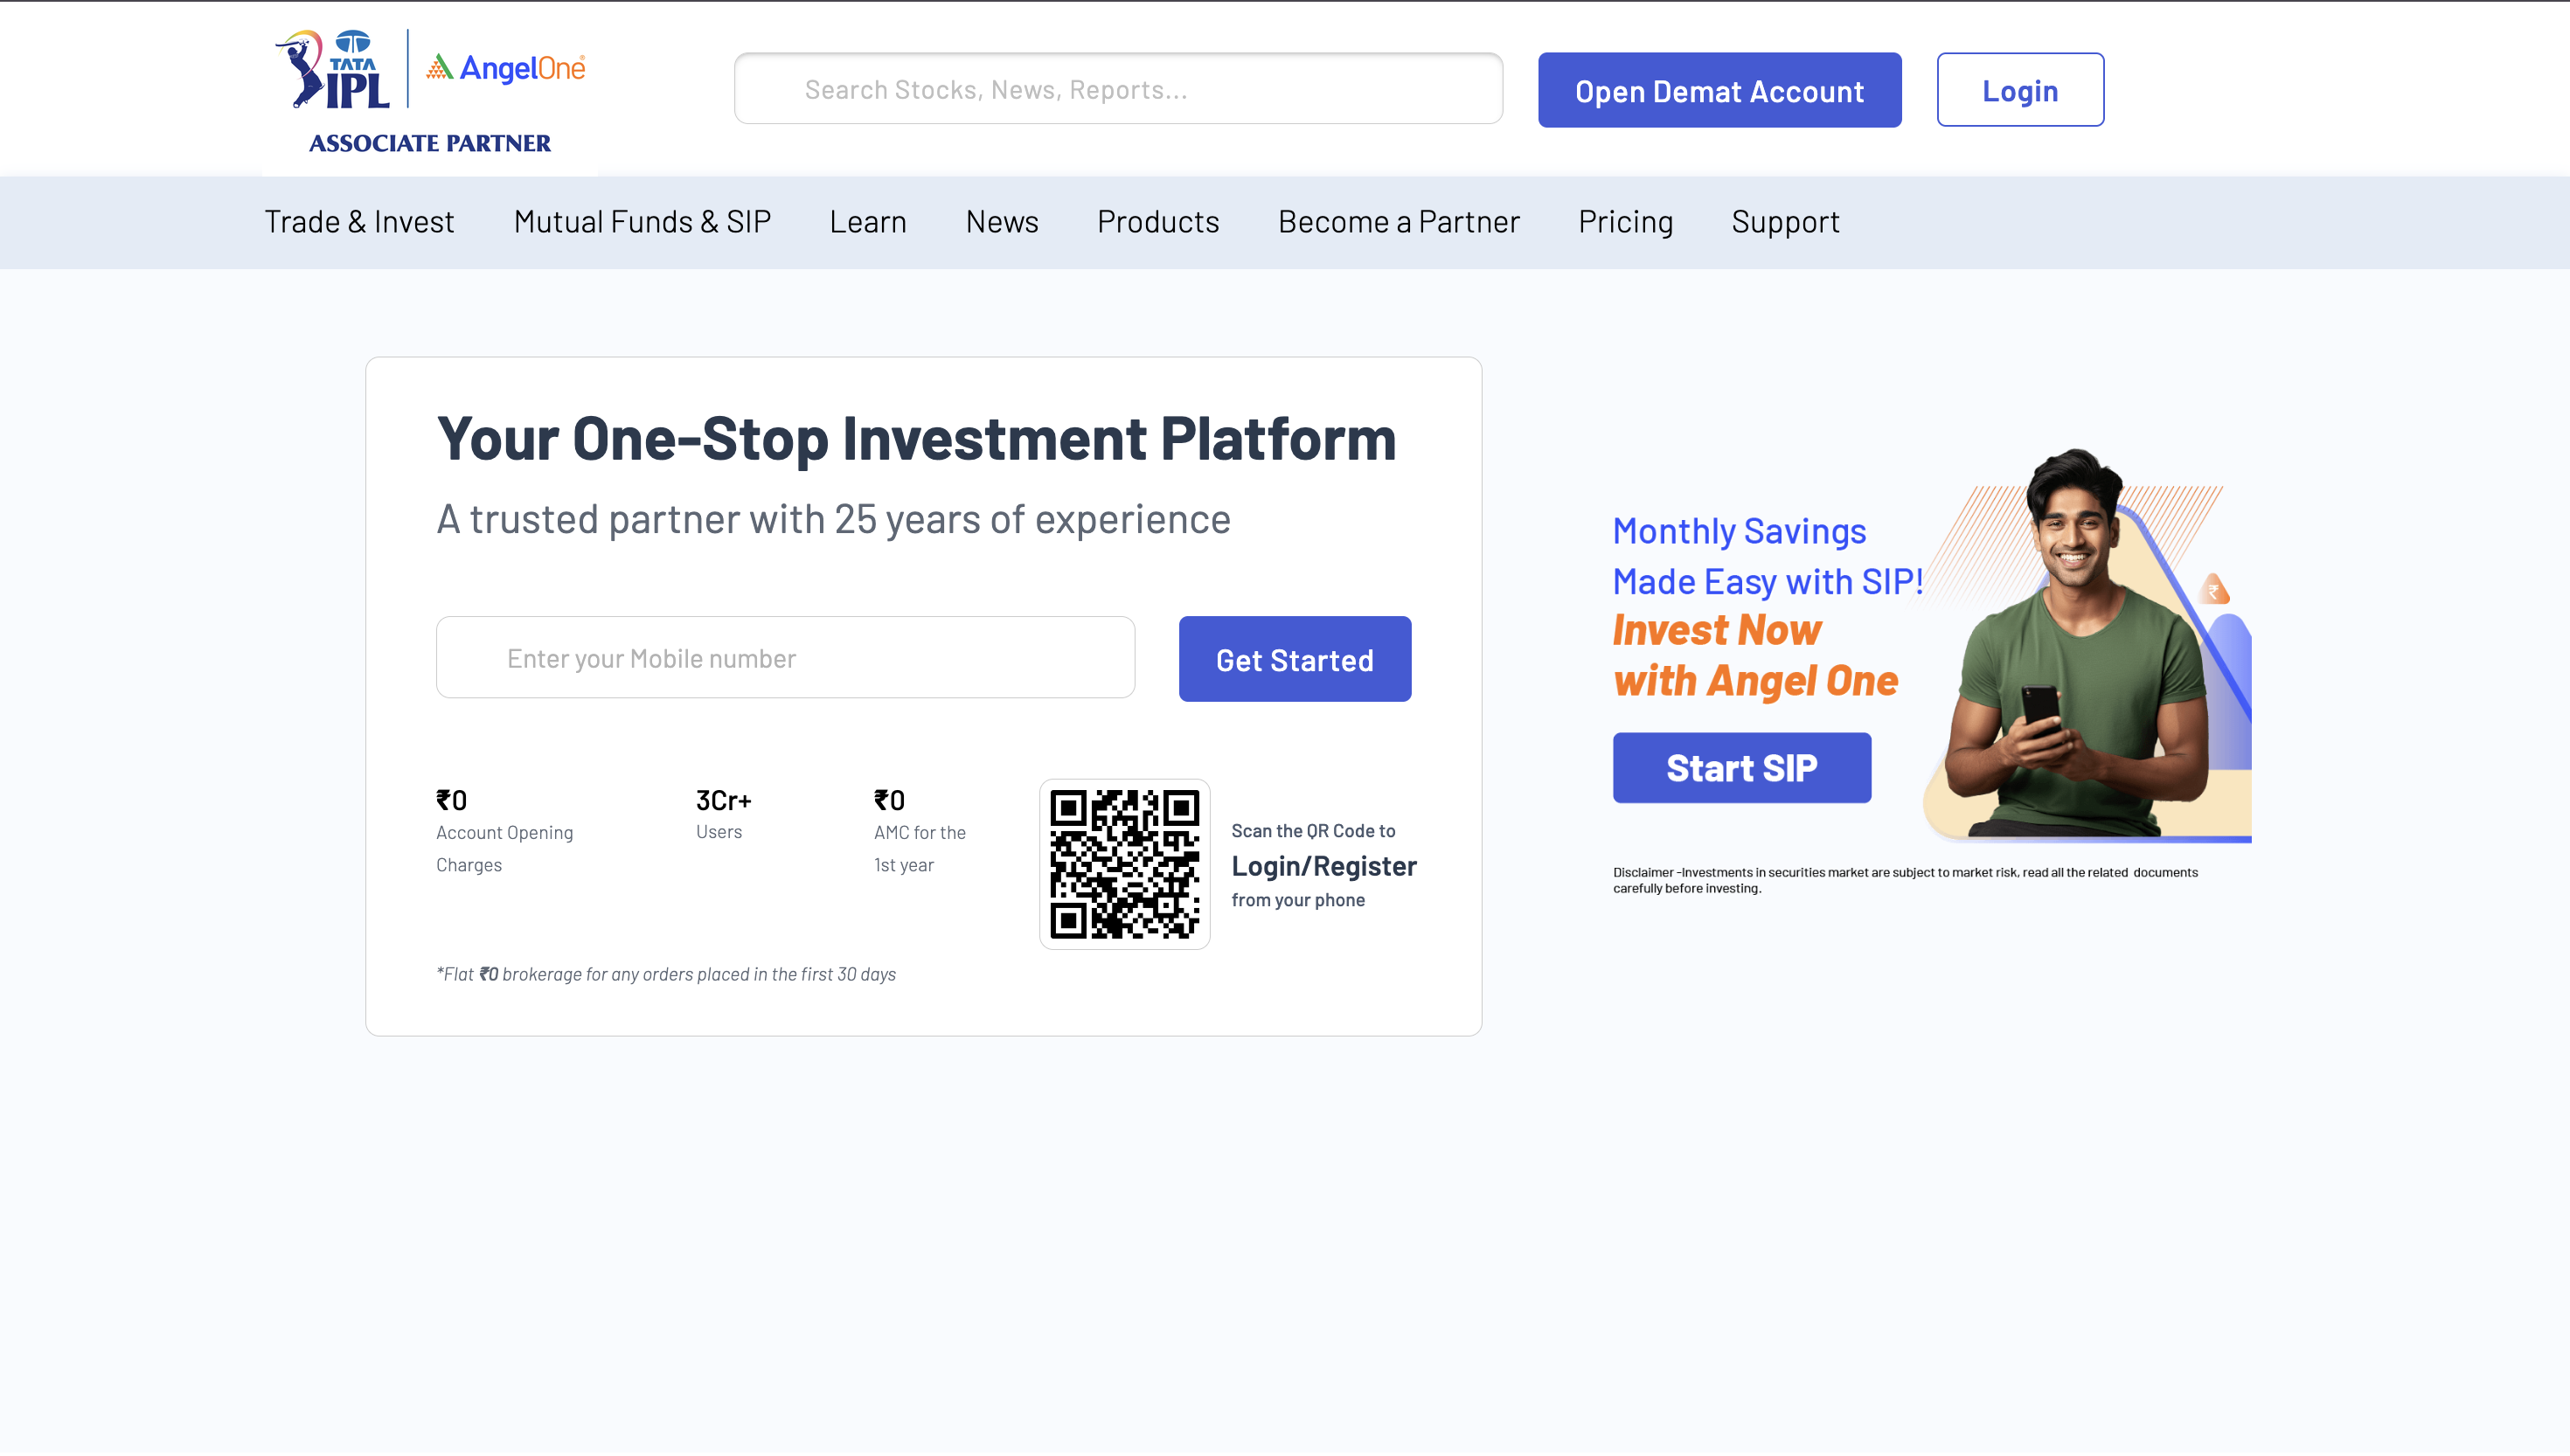 TATA
IPL
AngelOne
ASSOCIATE PARTNER
Search Stocks, News, Reports...
Open Demat Account
Login
Trade & Invest
Mutual Funds & SIP
Learn
News
Products
Become a Partner
Pricing
Support
Your One-Stop Investment Platform
A trusted partner with 25 years of experience
Enter your Mobile number
Get Started
₹0
Account Opening
Charges
3Cr+
Users
₹0
AMC for the
1st year
Scan the QR Code to
Login/Register
from your phone
*Flat ₹0 brokerage for any orders placed in the first 30 days
Monthly Savings
Made Easy with SIP!
Invest Now
with Angel One
Start SIP
₹
Disclaimer -Investments in securities market are subject to market risk, read all the related documents
carefully before investing.